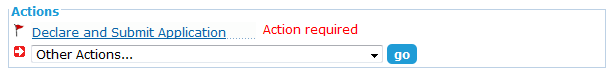 Actions
Declare and Submit Application Action required
Other Actions... go